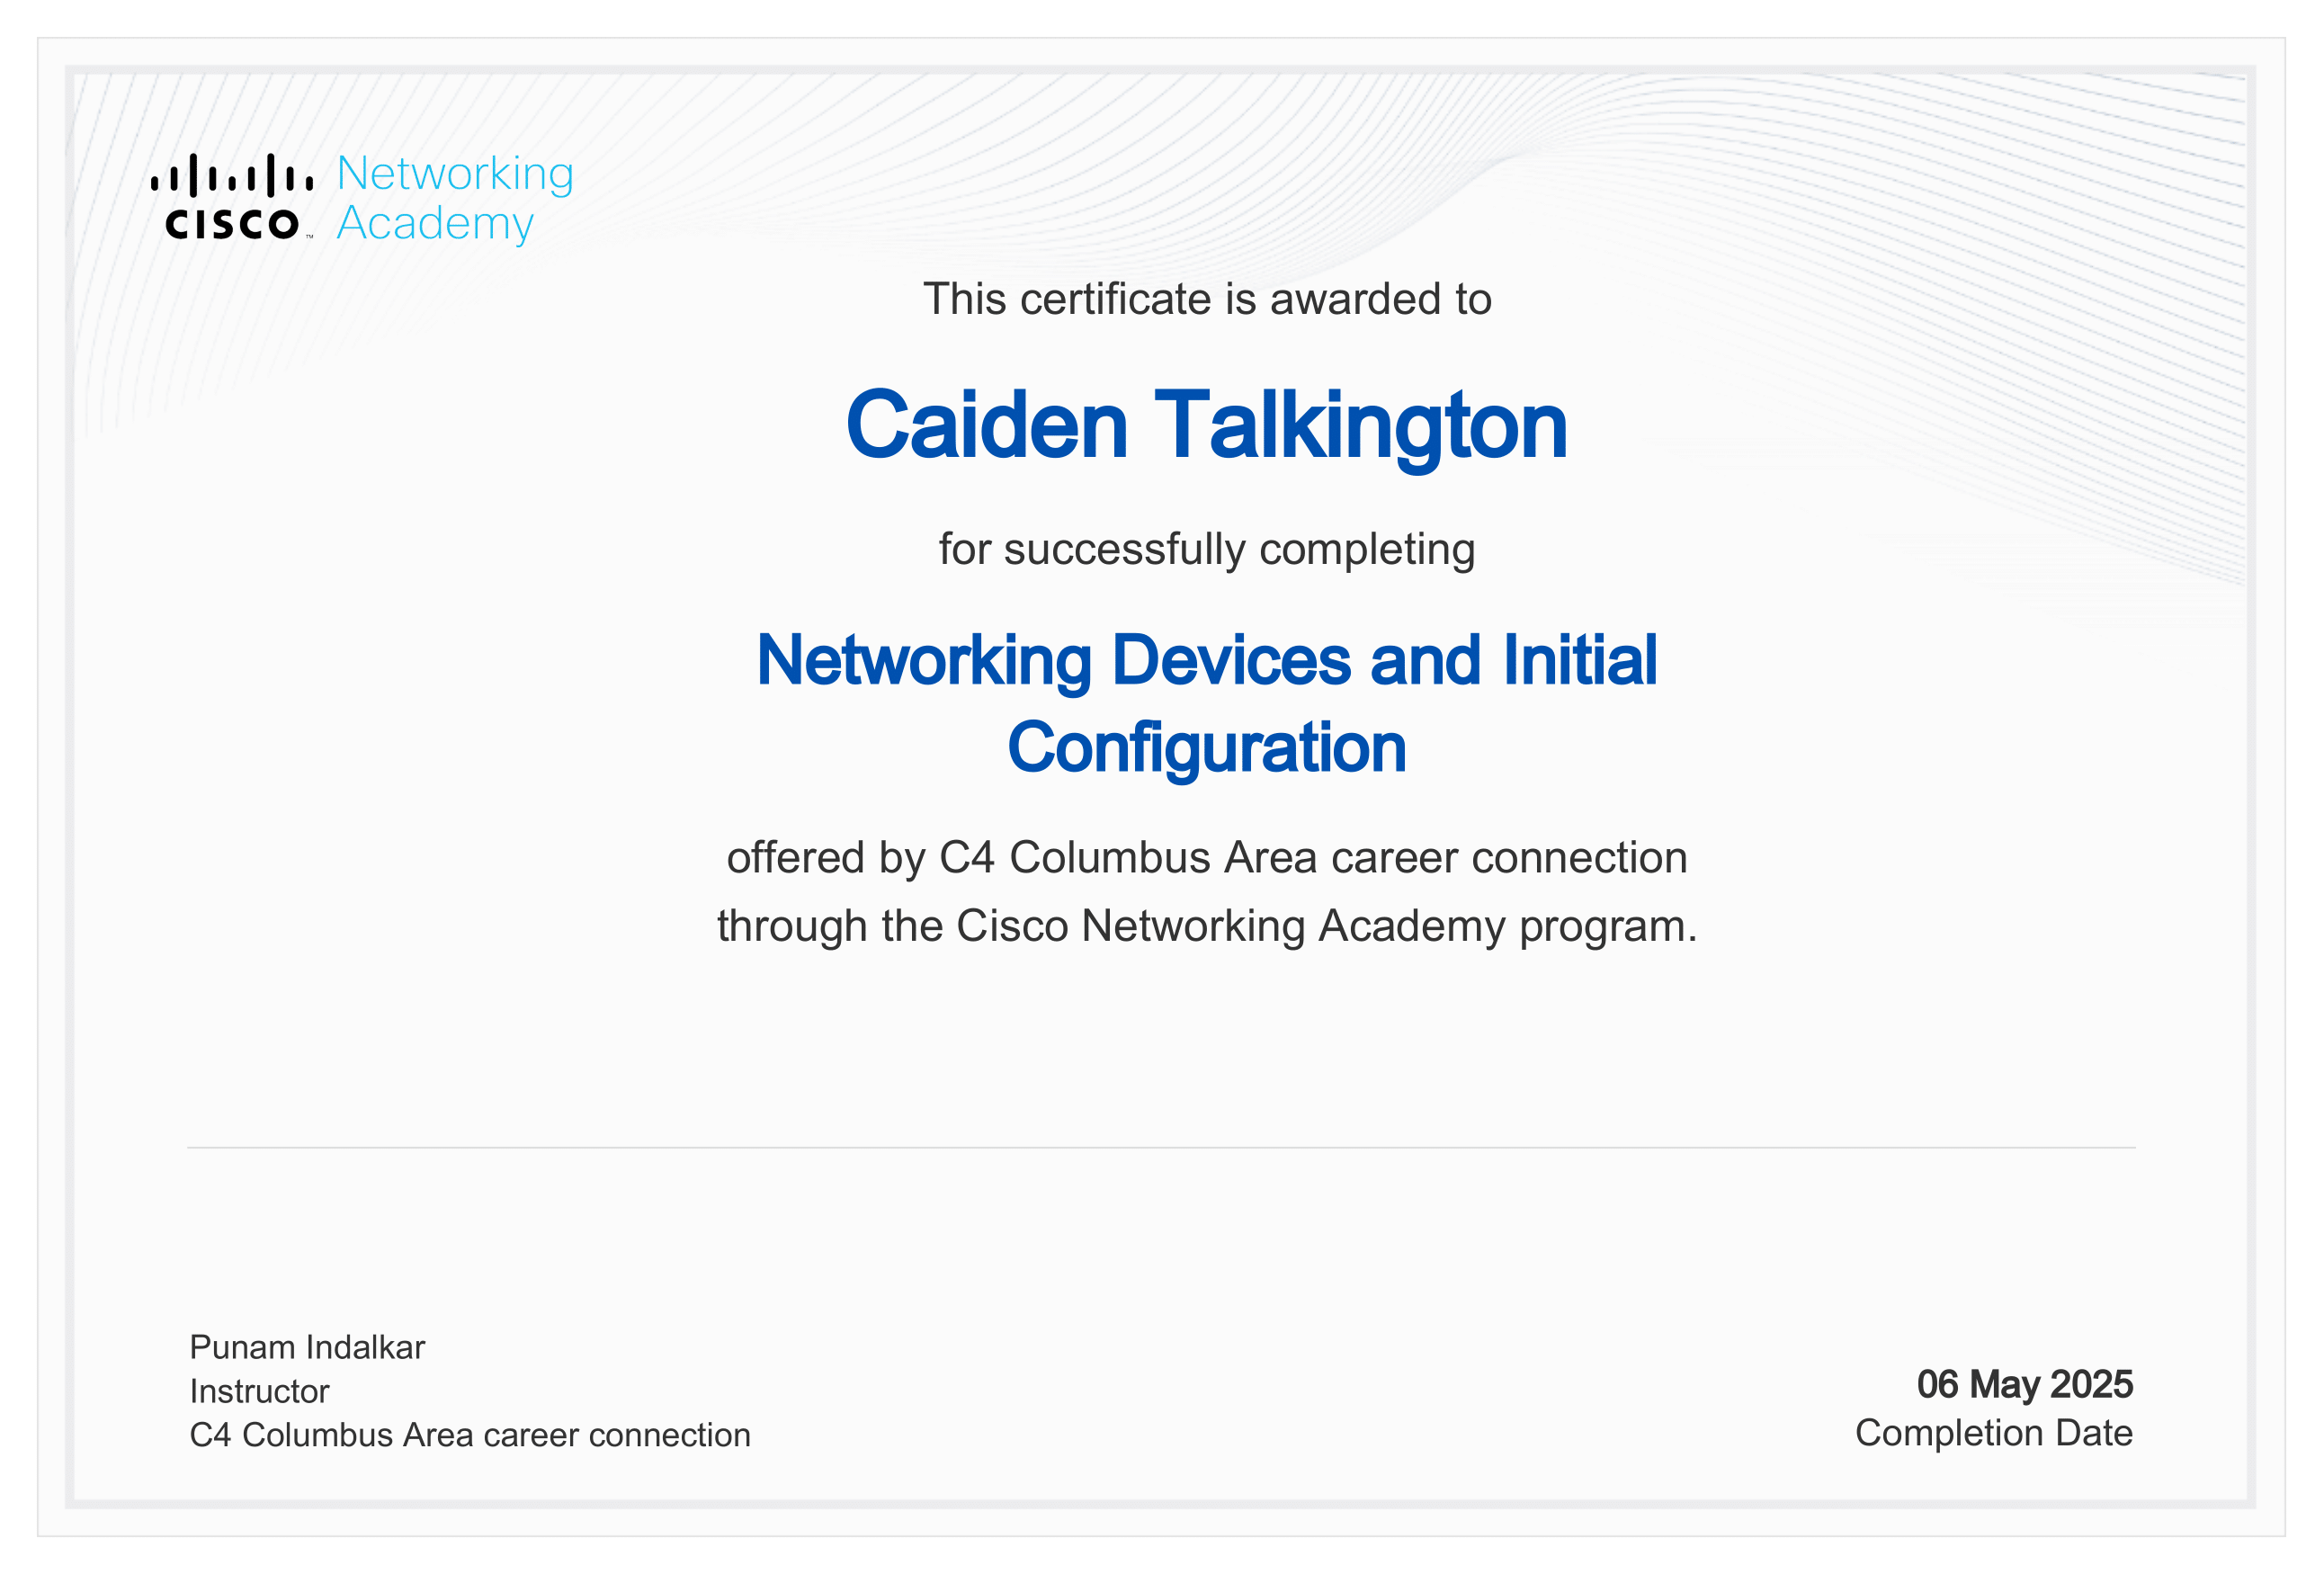 CISCO™
Networking
Academy
This certificate is awarded to
Caiden Talkington
for successfully completing
Networking Devices and Initial
Configuration
offered by C4 Columbus Area career connection
through the Cisco Networking Academy program.
Punam Indalkar
Instructor
C4 Columbus Area career connection
06 May 2025
Completion Date